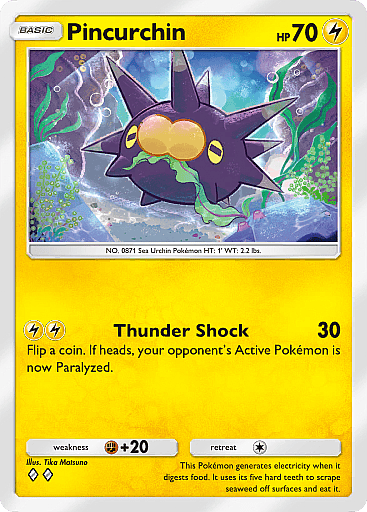 BASIC Pincurchin HP 70
NO. 0871 Sea Urchin Pokémon HT: 1' WT: 2.2 lbs.
Thunder Shock 30
Flip a coin. If heads, your opponent's Active Pokémon is
now Paralyzed.
weakness +20 retreat
Illus. Tika Matsuno
This Pokémon generates electricity when it
digests food. It uses its five hard teeth to scrape
seaweed off surfaces and eat it.